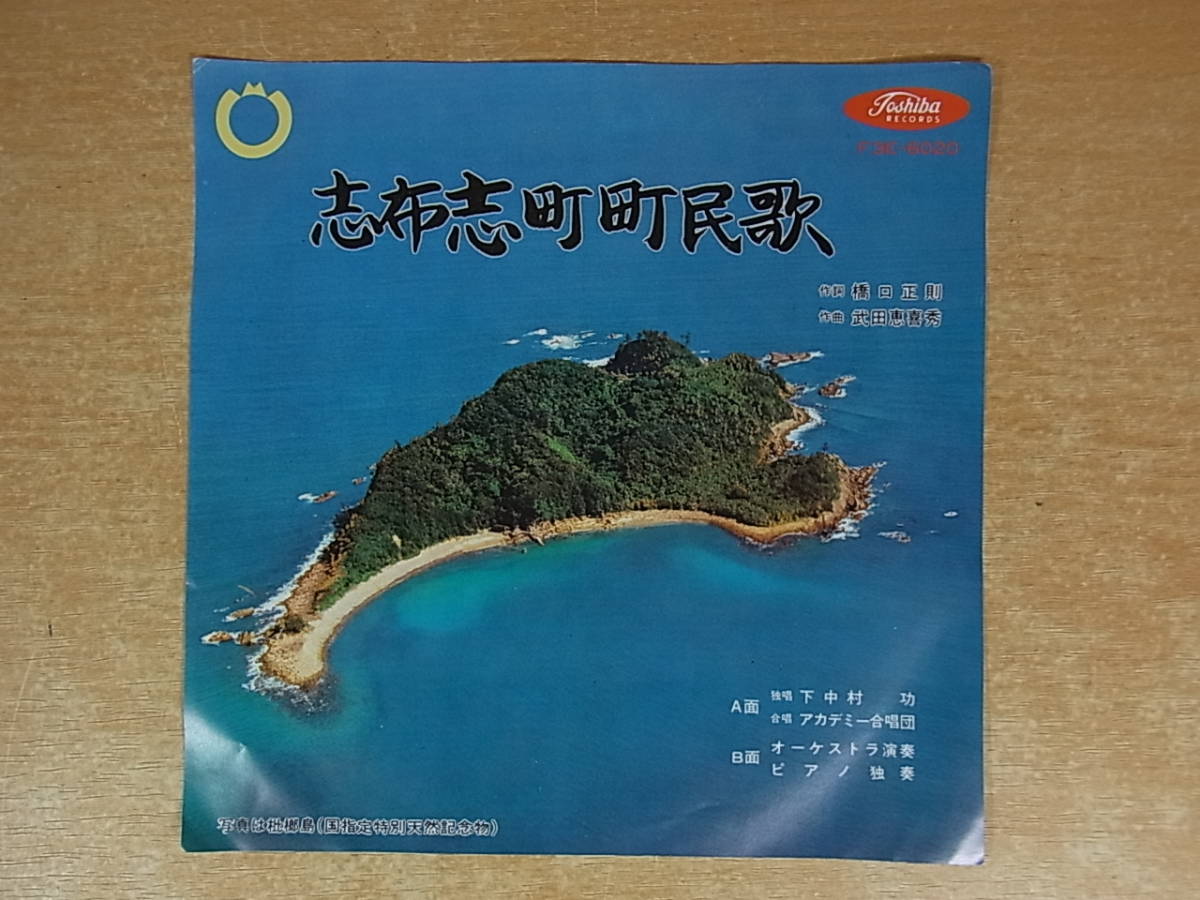 Toshiba
RECORDS
F3K-6020
志布志町町民歌
作詞 橋口正則
作曲 武田恵喜秀
A面 独唱 下中村 功
合唱 アカデミー合唱団
B面 オーケストラ演奏
ピアノ独奏
写真は枇榔島(国指定特別天然記念物)